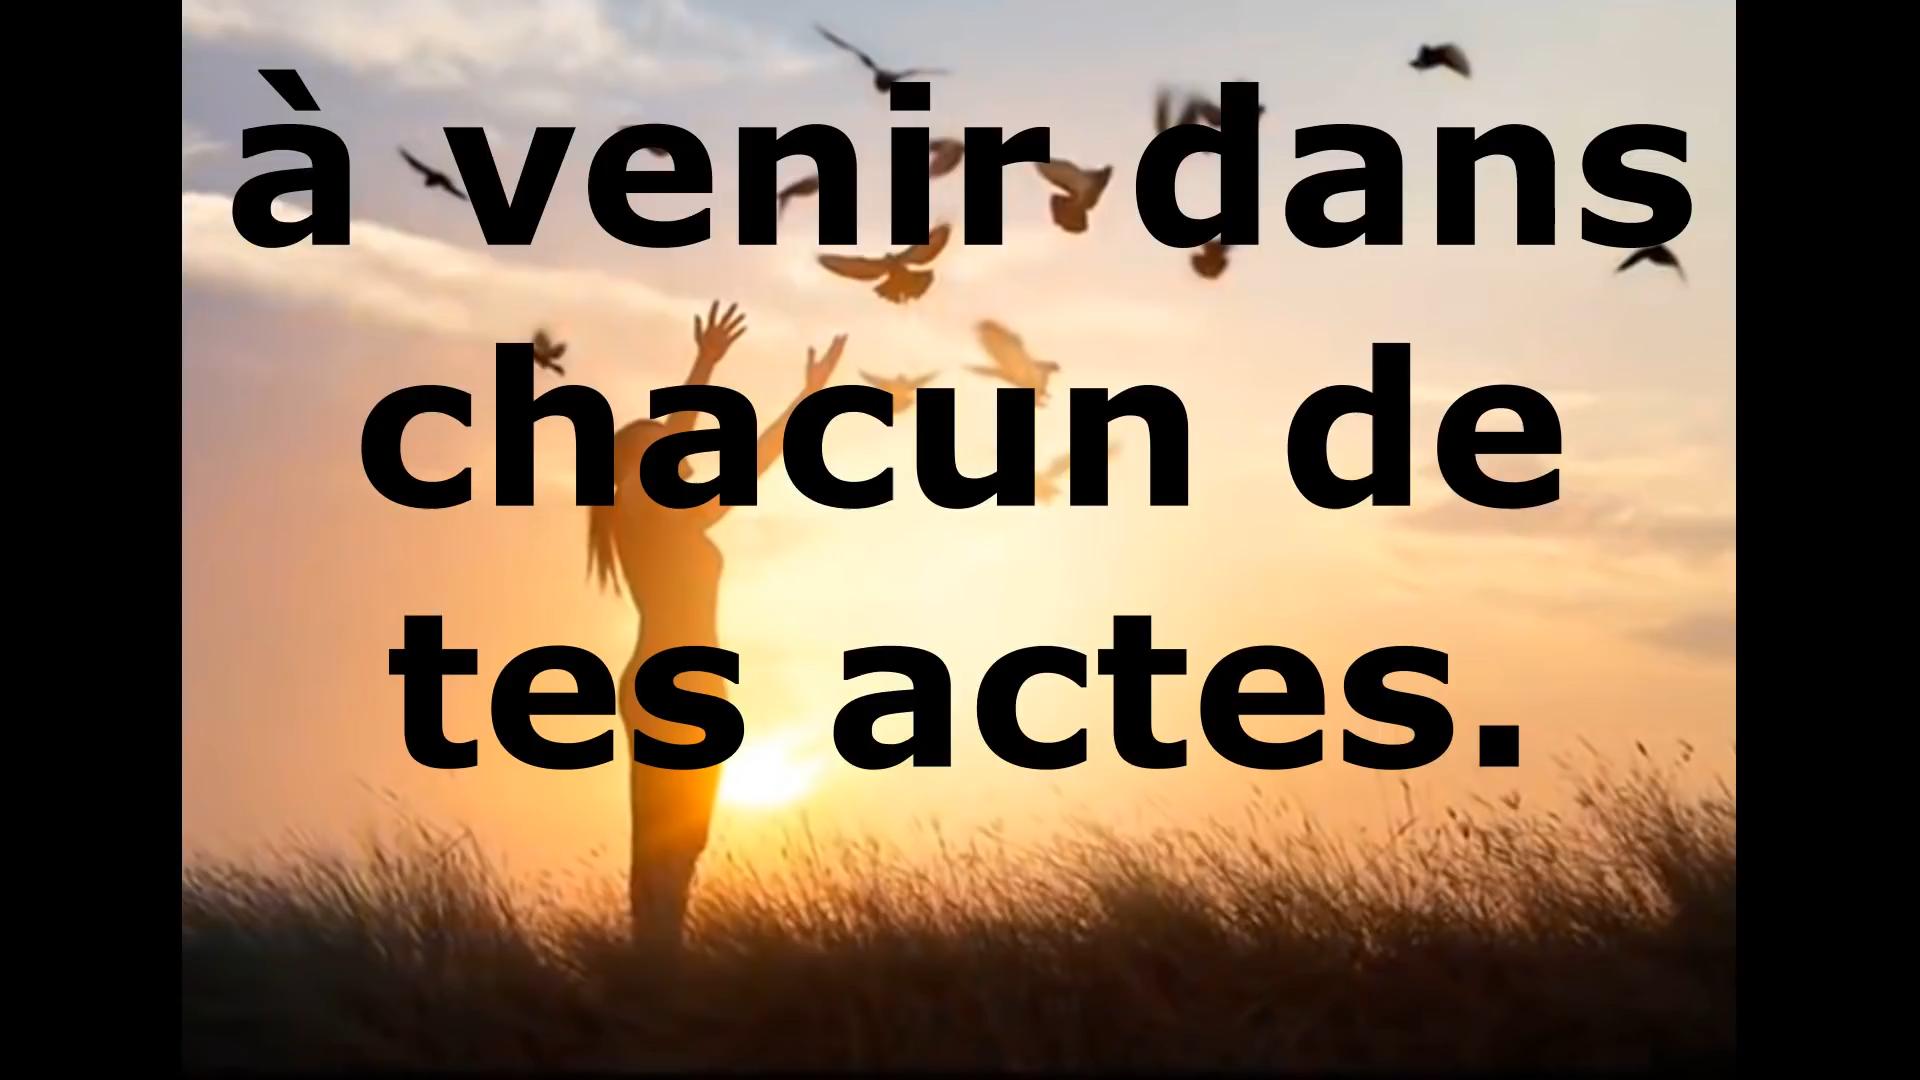 à venir dans
chacun de
tes actes.